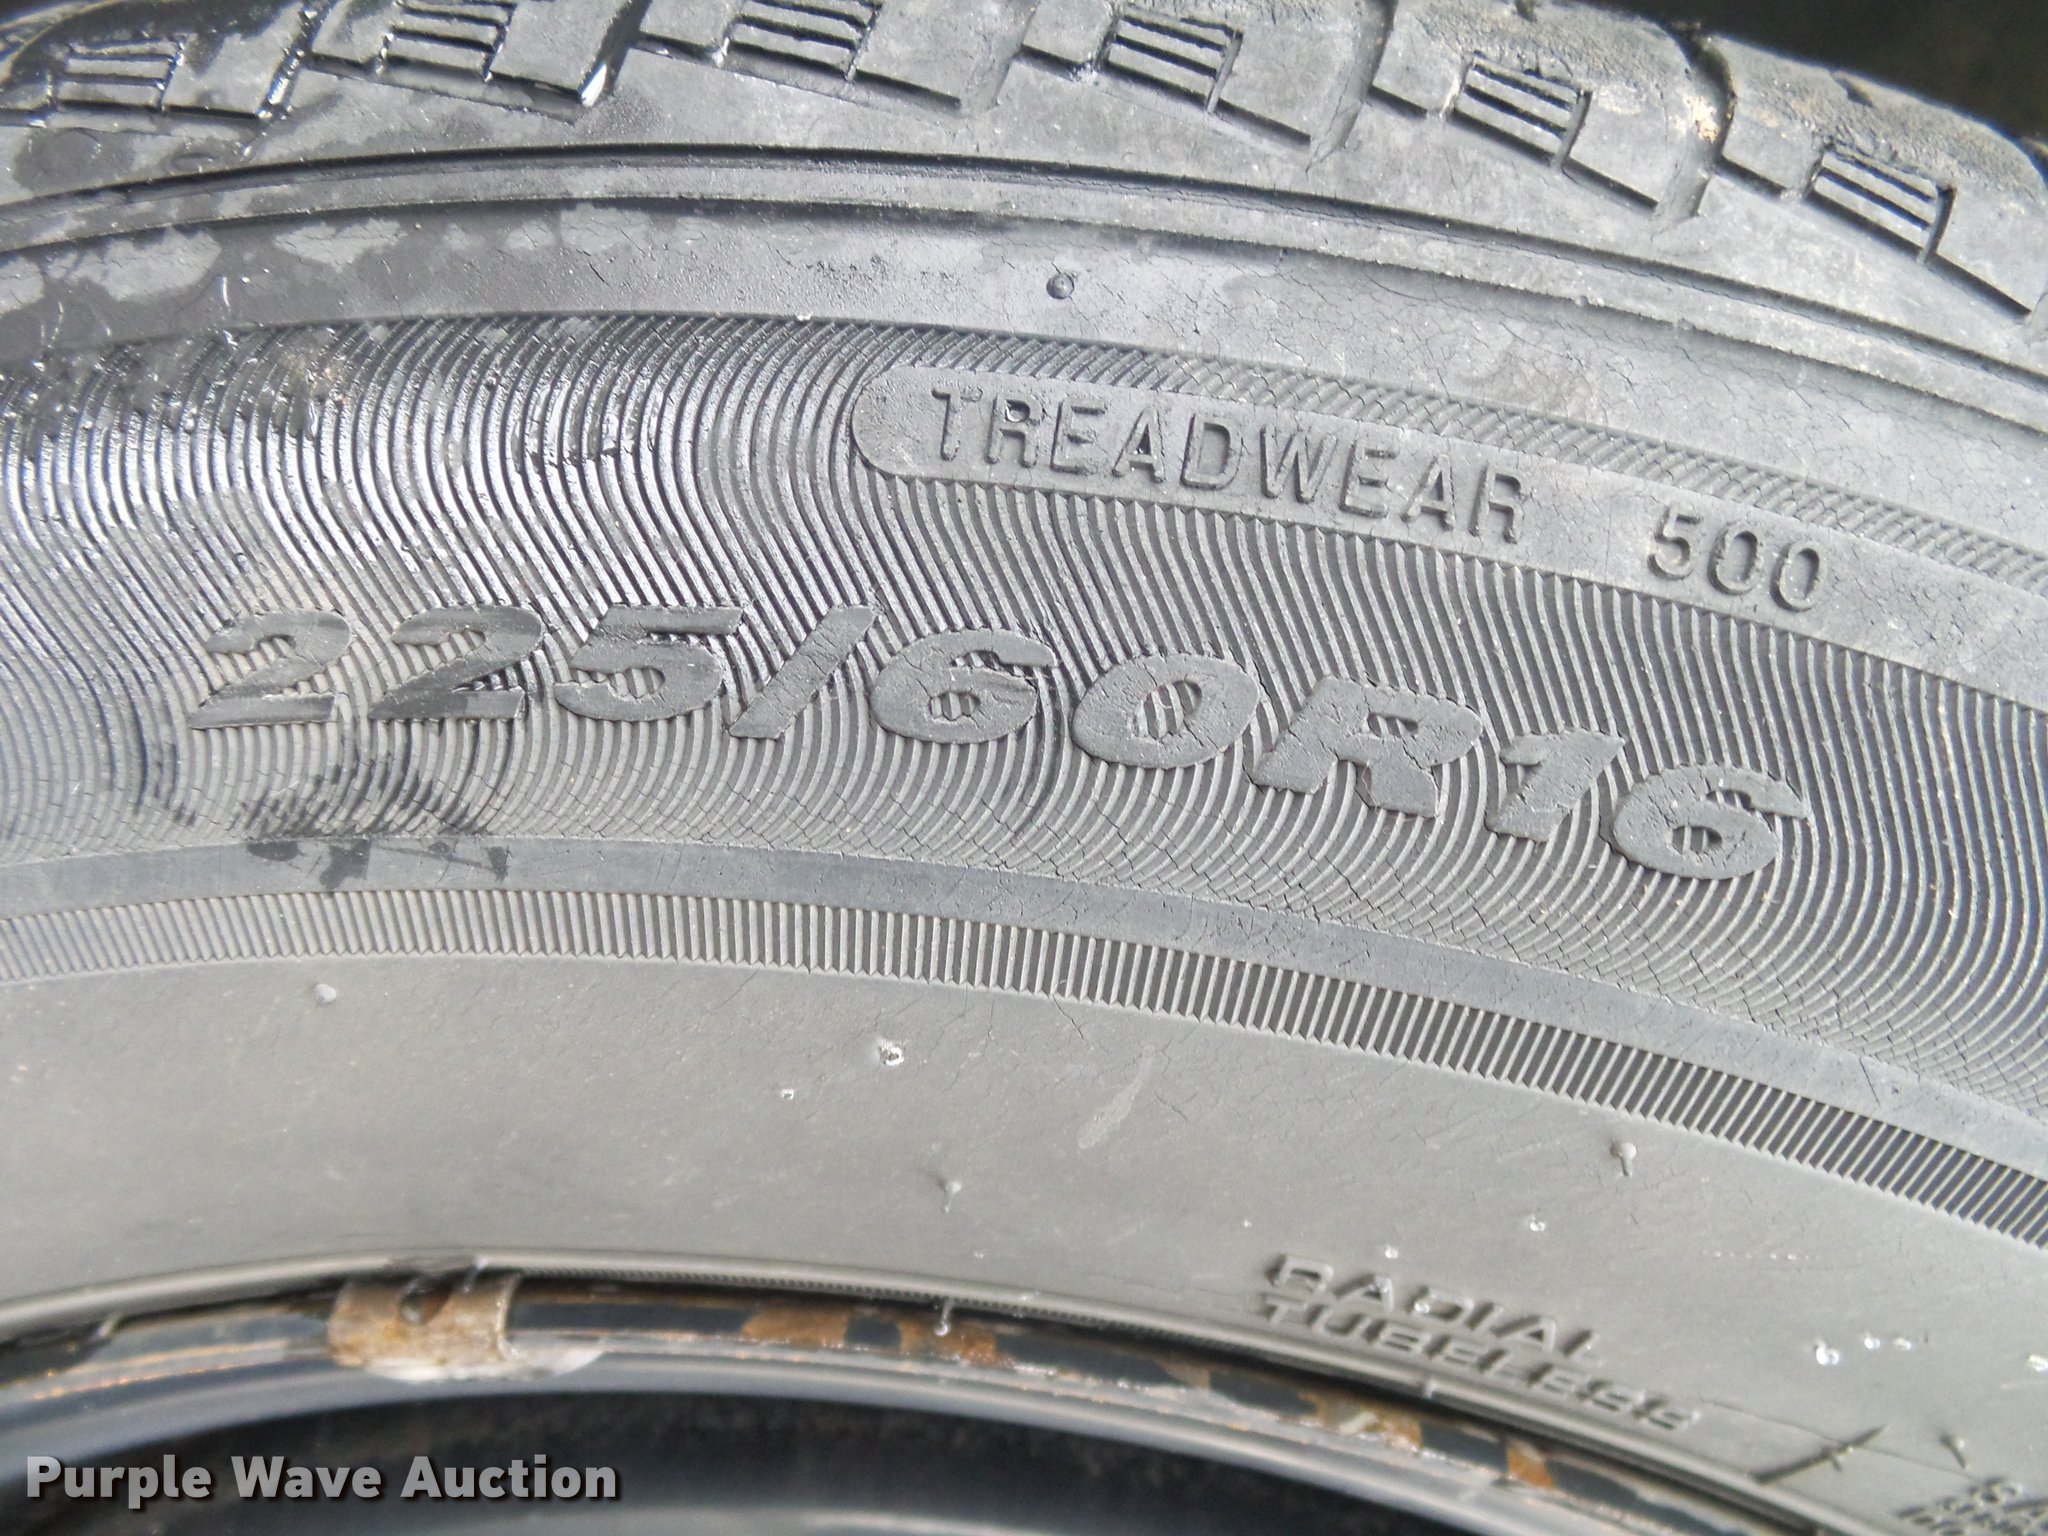 TREADWEAR 500
225/60R16
RADIAL
TUBELESS
Purple Wave Auction